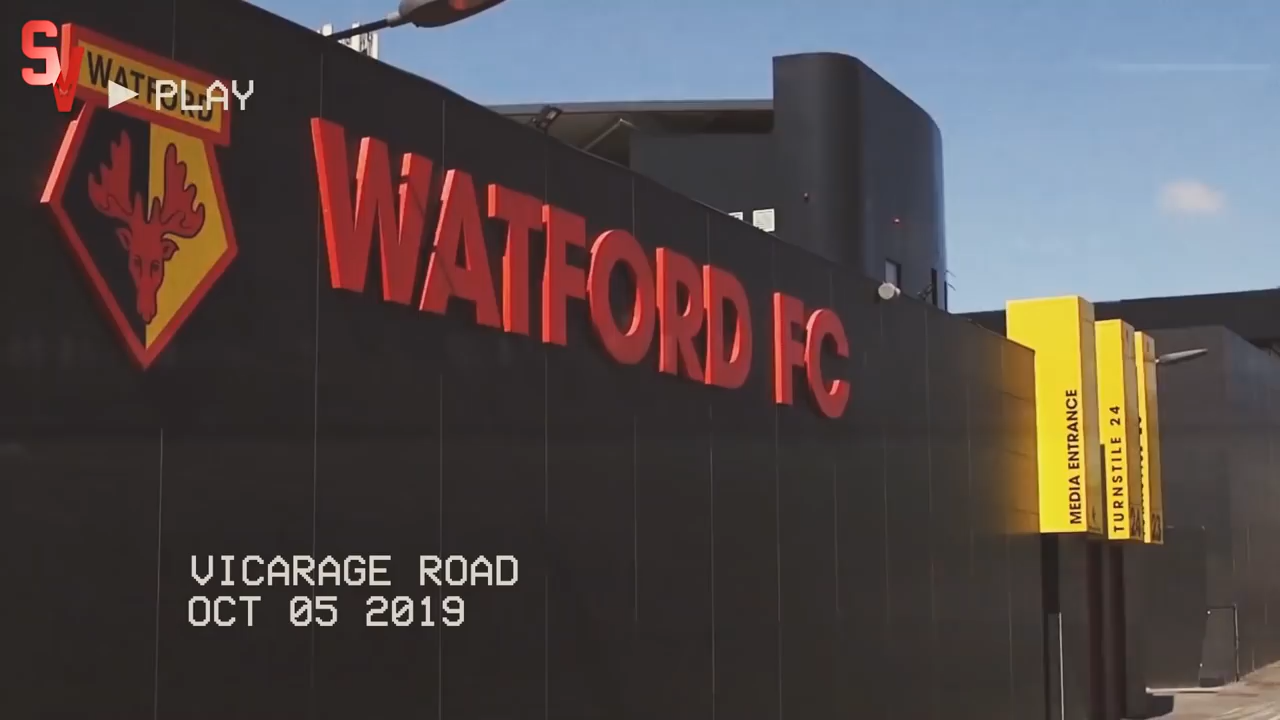 SV
WATFORD
PLAY
WATFORD FC
MEDIA ENTRANCE
TURNSTILE 24
24
23
VICARAGE ROAD
OCT 05 2019